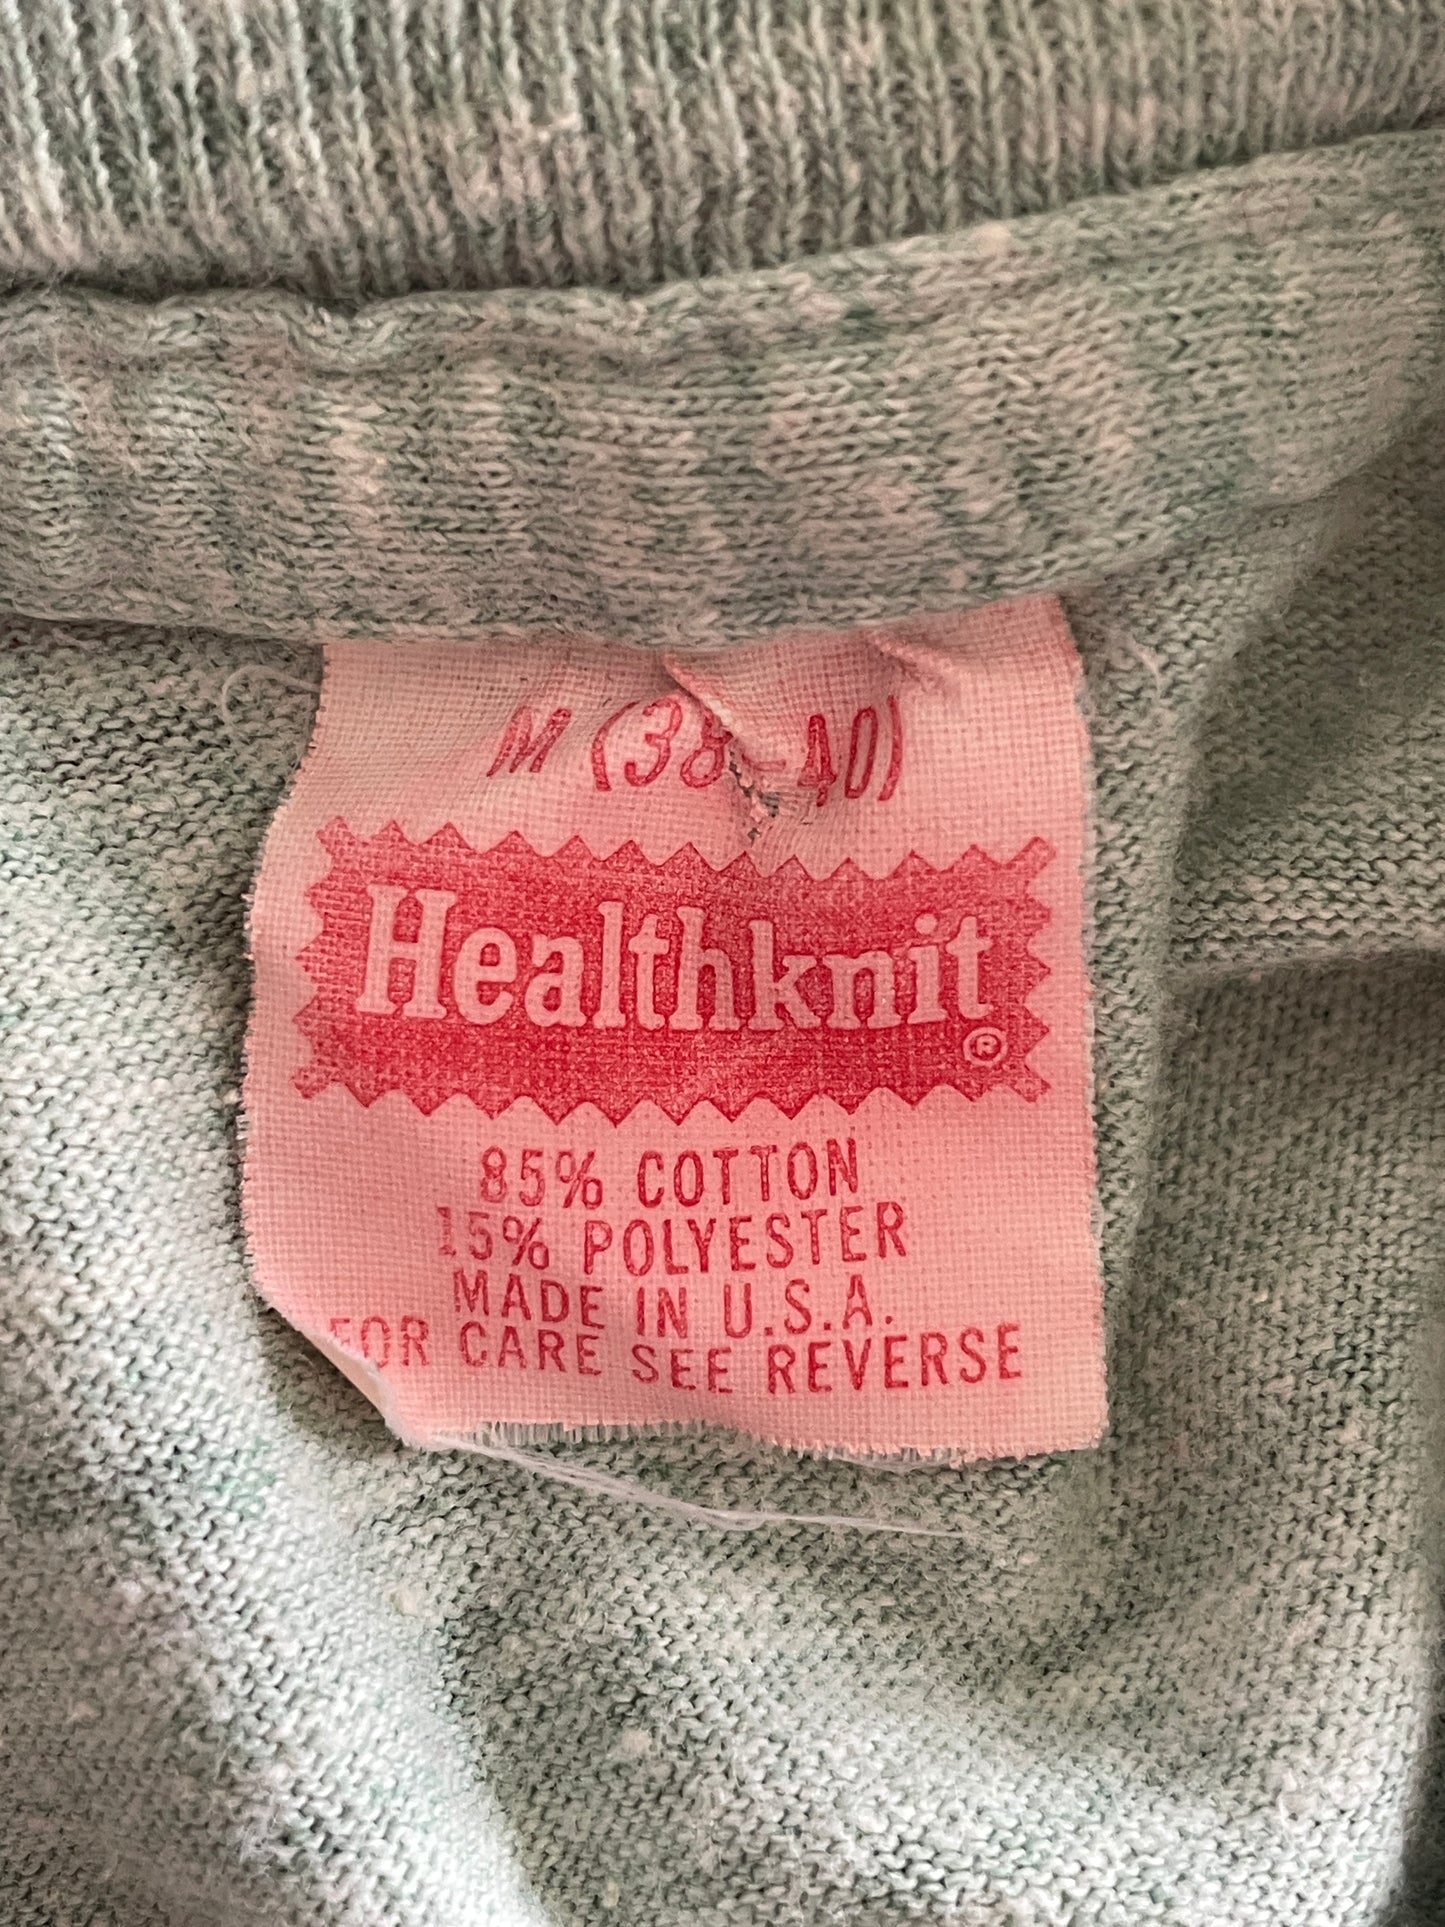 M (38-40)
Healthknit®
85% COTTON
15% POLYESTER
MADE IN U.S.A.
FOR CARE SEE REVERSE